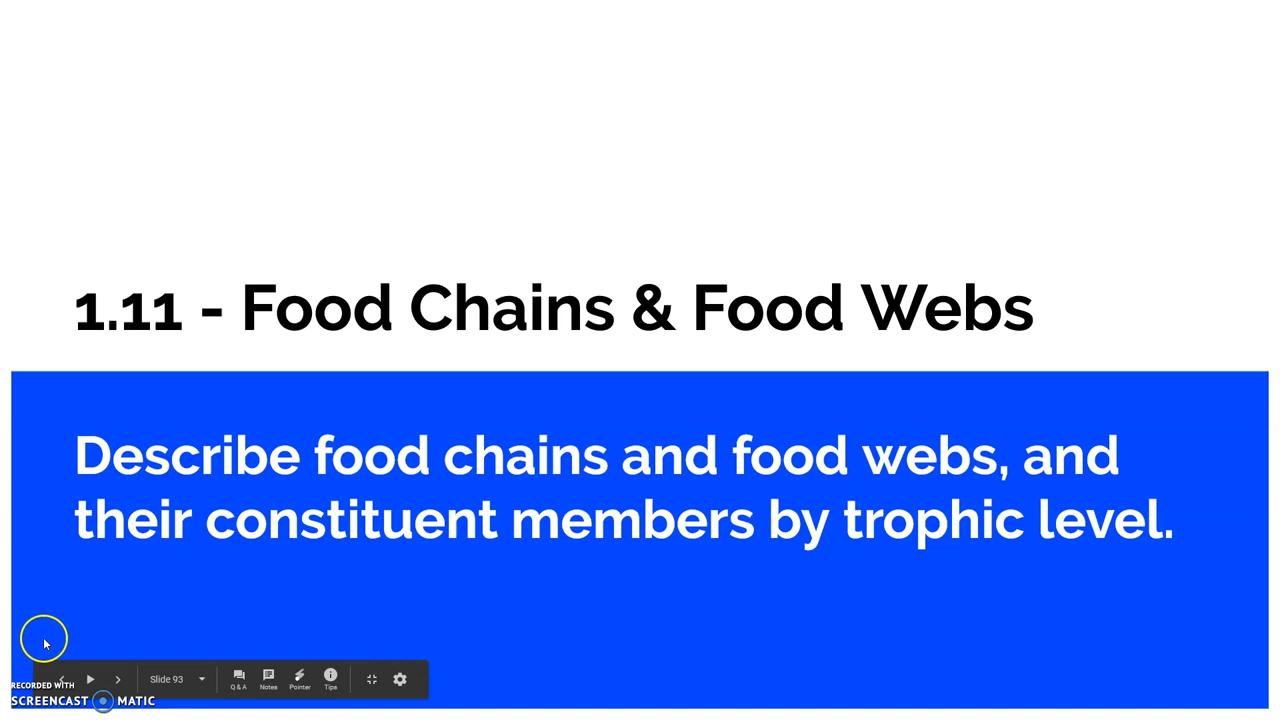 1.11 - Food Chains & Food Webs
Describe food chains and food webs, and
their constituent members by trophic level.
Slide 93
Q & A
Notes
Pointer
Tips
RECORDED WITH
SCREENCAST MATIC